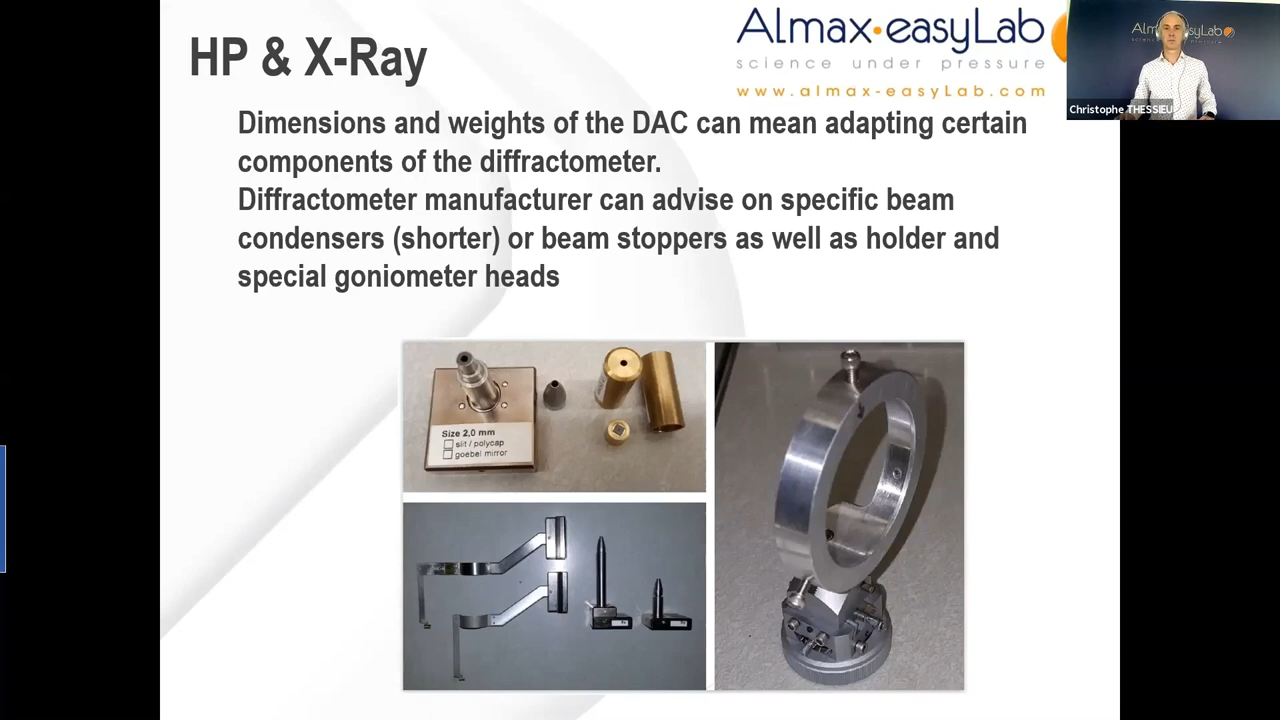 HP & X-Ray
Almax·easyLab
science under pressure
www.almax-easyLab.com
Christophe THESSIEU
Dimensions and weights of the DAC can mean adapting certain
components of the diffractometer.
Diffractometer manufacturer can advise on specific beam
condensers (shorter) or beam stoppers as well as holder and
special goniometer heads
Size 2,0 mm
slit / polycap
goebel mirror